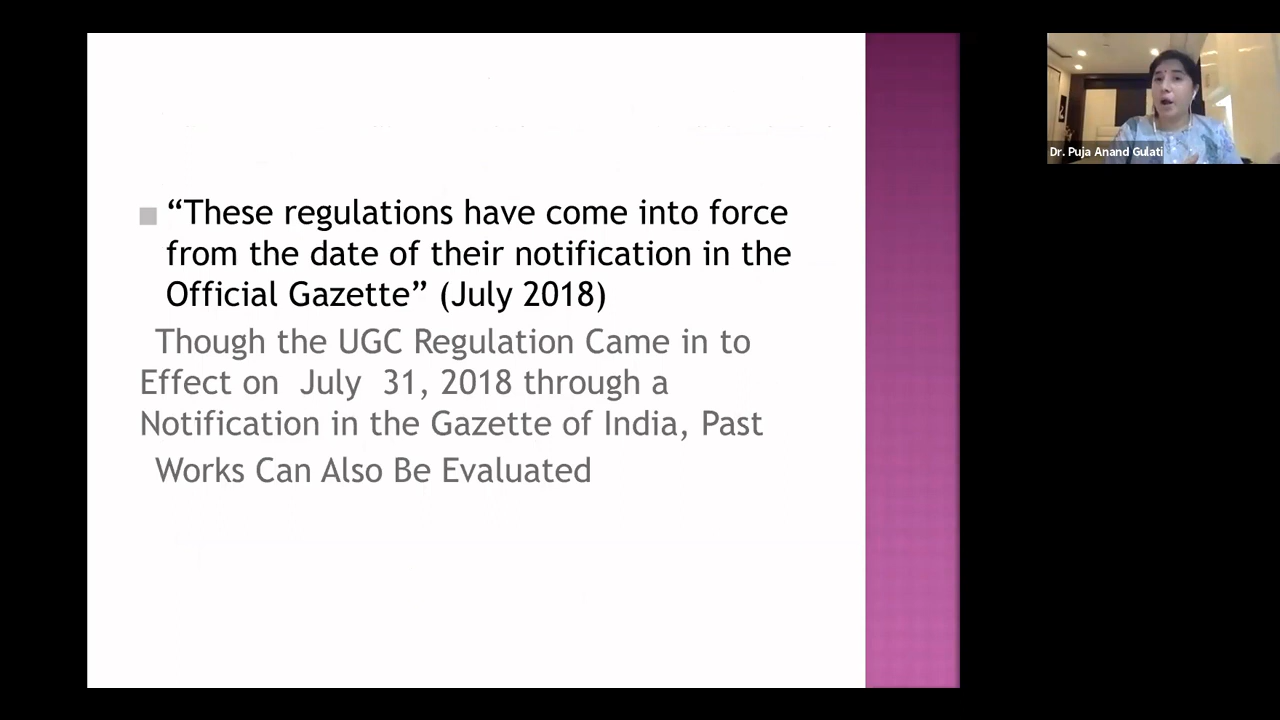 “These regulations have come into force
from the date of their notification in the
Official Gazette” (July 2018)
Though the UGC Regulation Came in to
Effect on July 31, 2018 through a
Notification in the Gazette of India, Past
Works Can Also Be Evaluated
Dr. Puja Anand Gulati